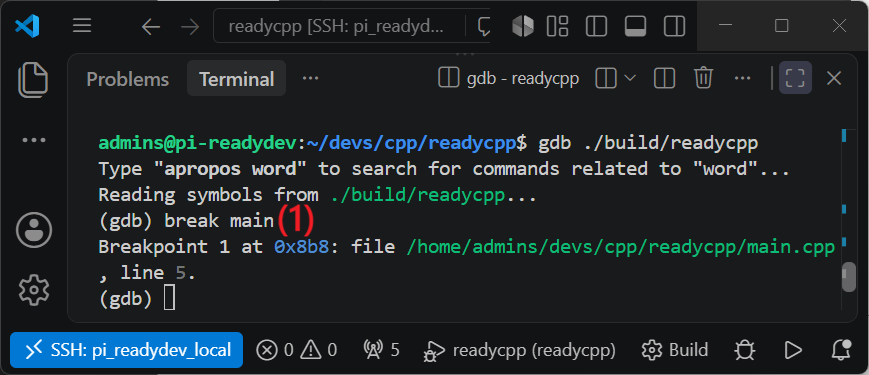 readycpp [SSH: pi_readyd...
Problems Terminal ... gdb - readycpp ...
admins@pi-readydev:~/devs/cpp/readycpp$ gdb ./build/readycpp
Type "apropos word" to search for commands related to "word"...
Reading symbols from ./build/readycpp...
(gdb) break main(1)
Breakpoint 1 at 0x8b8: file /home/admins/devs/cpp/readycpp/main.cpp
, line 5.
(gdb)
SSH: pi_readydev_local 0 0 5 readycpp (readycpp) Build